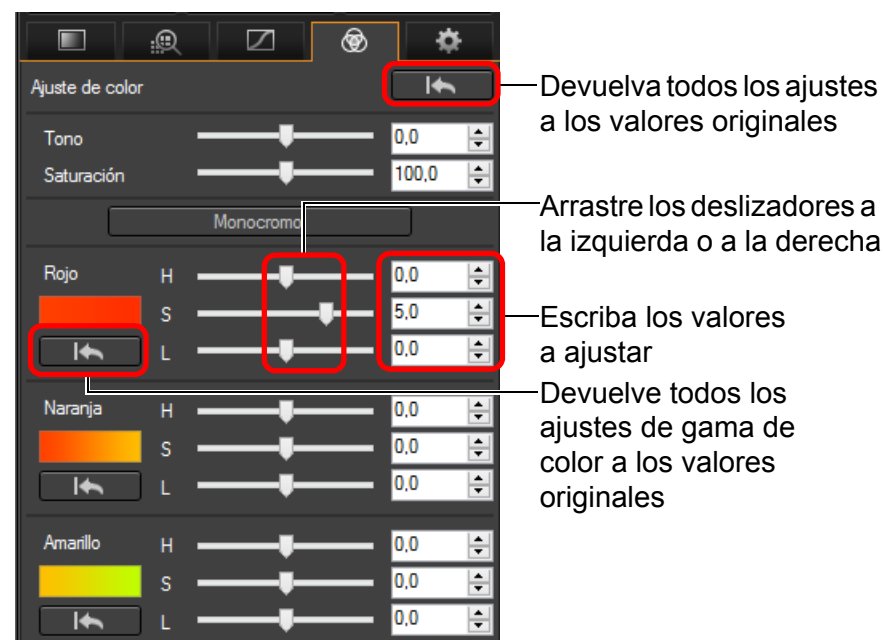 Ajuste de color
Devuelva todos los ajustes
a los valores originales
Tono 0,0
Saturación 100,0
Monocromo
Arrastre los deslizadores a
la izquierda o a la derecha
Rojo H 0,0
S 5,0
L 0,0
Escriba los valores
a ajustar
Devuelve todos los
ajustes de gama de
color a los valores
originales
Naranja H 0,0
S 0,0
L 0,0
Amarillo H 0,0
S 0,0
L 0,0